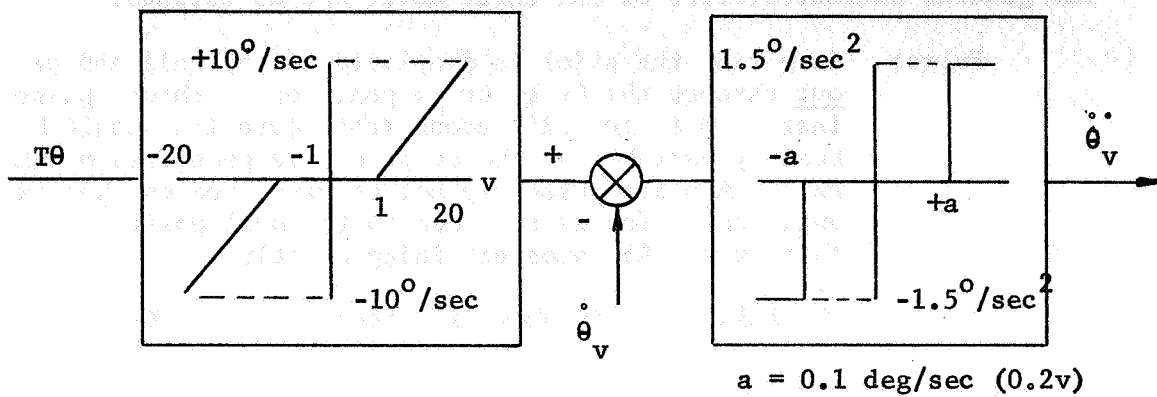 +10°/sec
1.5°/sec²
Tθ
-20
-1
v
1
20
-10°/sec
+
-
θ̇v
-a
+a
-1.5°/sec²
θ̈v
a = 0.1 deg/sec (0.2v)